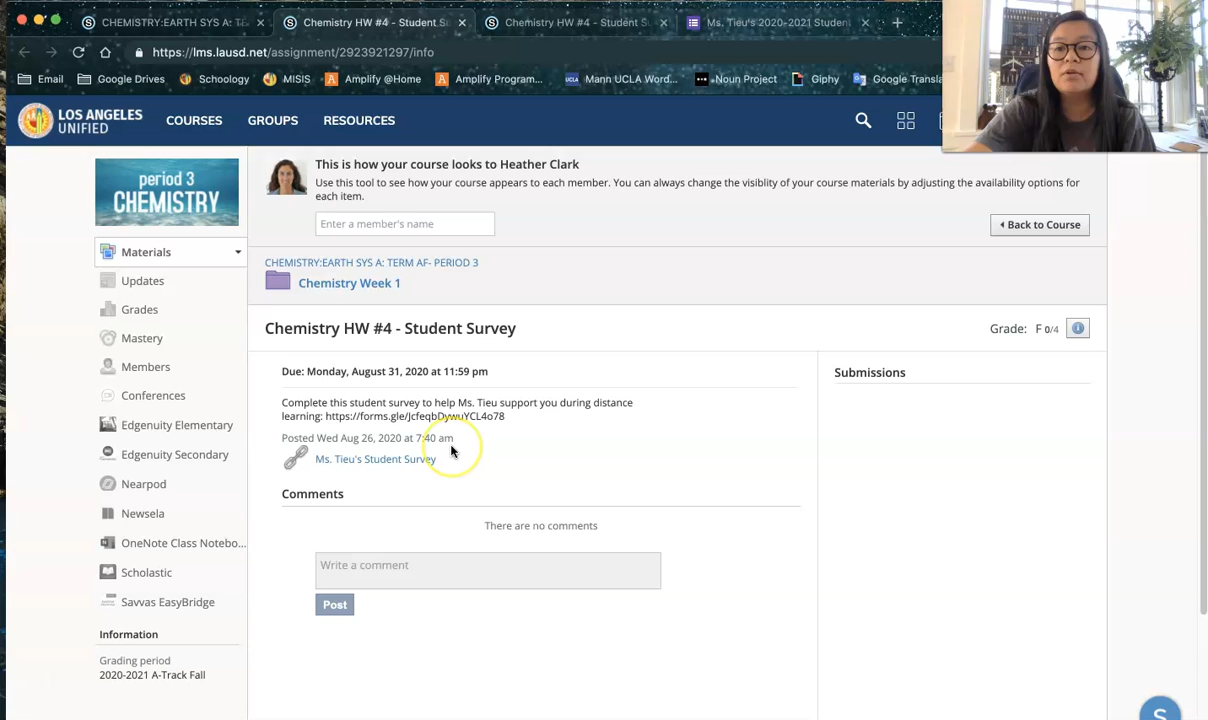 CHEMISTRY:EARTH SYS A: TE
Chemistry HW #4 - Student S
Chemistry HW #4 - Student S
Ms. Tieu's 2020-2021 Student
https://lms.lausd.net/assignment/2923921297/info
Email
Google Drives
Schoology
MISIS
Amplify @Home
Amplify Program...
UCLA
Mann UCLA Word...
Noun Project
Giphy
Google Transla
LOS ANGELES
UNIFIED
COURSES
GROUPS
RESOURCES
period 3
CHEMISTRY
This is how your course looks to Heather Clark
Use this tool to see how your course appears to each member. You can always change the visiblity of your course materials by adjusting the availability options for
each item.
Enter a member's name
Back to Course
Materials
Updates
Grades
Mastery
Members
Conferences
Edgenuity Elementary
Edgenuity Secondary
Nearpod
Newsela
OneNote Class Notebo...
Scholastic
Savvas EasyBridge
Information
Grading period
2020-2021 A-Track Fall
CHEMISTRY:EARTH SYS A: TERM AF- PERIOD 3
Chemistry Week 1
Chemistry HW #4 - Student Survey
Grade: F 0/4
Due: Monday, August 31, 2020 at 11:59 pm
Complete this student survey to help Ms. Tieu support you during distance
learning:
Posted Wed Aug 26, 2020 at 7:40 am
Ms. Tieu's Student Survey
Comments
There are no comments
Write a comment
Post
Submissions
S